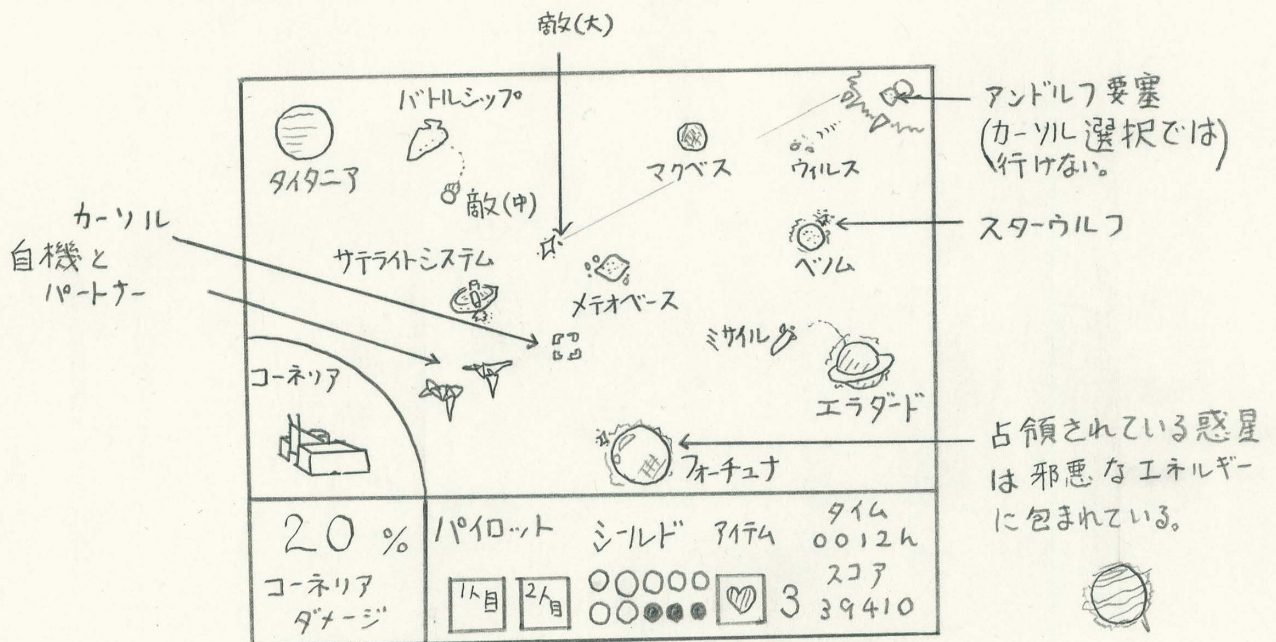 敵(大)
バトルシップ
タイタニア
敵(中)
マクベス
ウィルス
アンドルフ要塞
(カーソル選択では
行けない。)
スターウルフ
ベノム
カーソル
自機と
パートナー
サテライトシステム
メテオベース
ミサイル
エラダード
コーネリア
フォーチュナ
占領されている惑星
は邪悪なエネルギー
に包まれている。
20%
コーネリア
ダメージ
パイロット
1人目
2人目
シールド
アイテム
3
タイム
0012h
スコア
39410